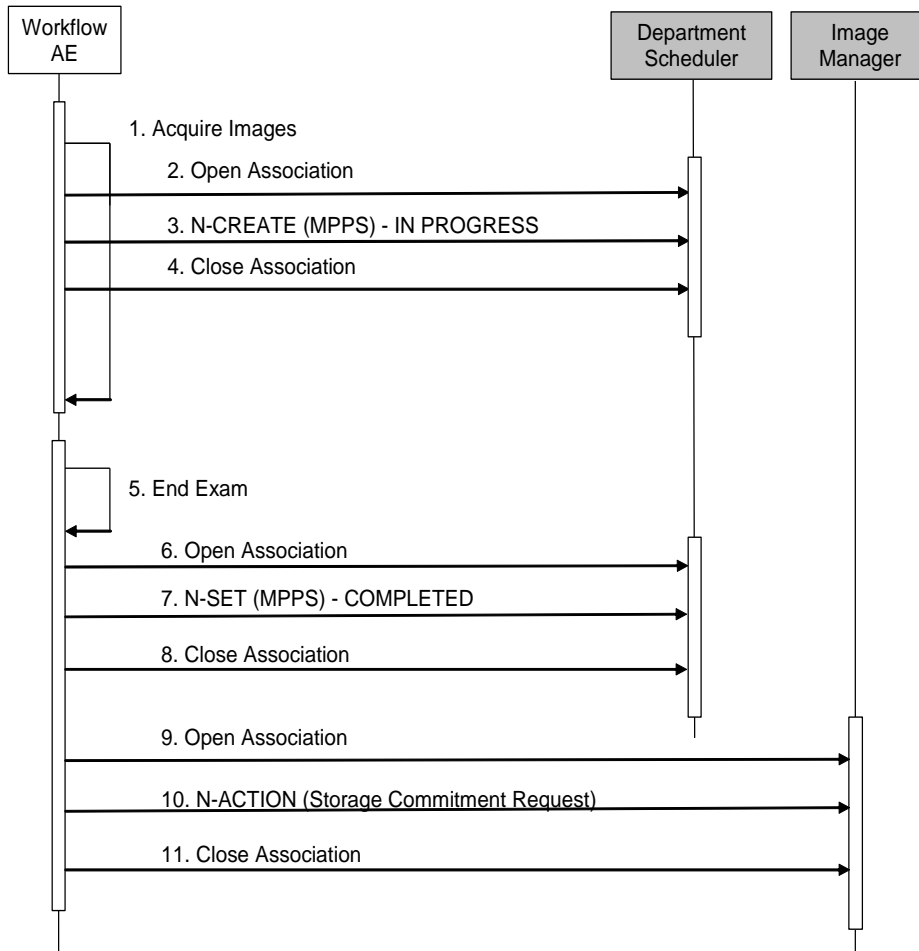 Workflow
AE
Department
Scheduler
Image
Manager
1. Acquire Images
2. Open Association
3. N-CREATE (MPPS) - IN PROGRESS
4. Close Association
5. End Exam
6. Open Association
7. N-SET (MPPS) - COMPLETED
8. Close Association
9. Open Association
10. N-ACTION (Storage Commitment Request)
11. Close Association